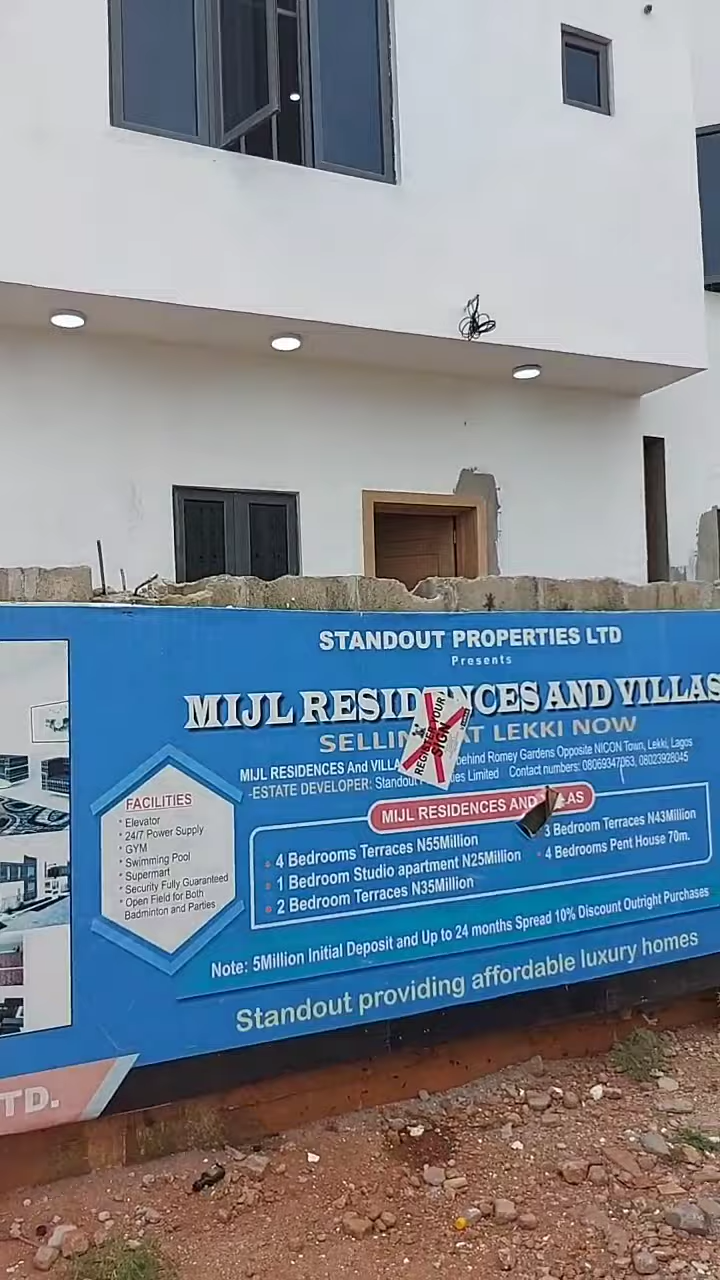 STANDOUT PROPERTIES LTD
Presents
MIJL RESIDENCES AND VILLAS
SELLIN AT LEKKI NOW
REGISTER YOUR
SIGN
MIJL RESIDENCES And VILLA behind Romey Gardens Opposite NICON Town, Lekki, Lagos
-ESTATE DEVELOPER: Standout ies Limited Contact numbers: 08023928045
MIJL RESIDENCES AND AS
4 Bedrooms Terraces N55Million
1 Bedroom Studio apartment N25Million
2 Bedroom Terraces N35Million
3 Bedroom Terraces N43Million
4 Bedrooms Pent House 70m.
FACILITIES
* Elevator
* 24/7 Power Supply
* GYM
* Swimming Pool
* Supermart
* Security Fully Guaranteed
* Open Field for Both
Badminton and Parties
Note: 5Million Initial Deposit and Up to 24 months Spread 10% Discount Outright Purchases
Standout providing affordable luxury homes
TD.